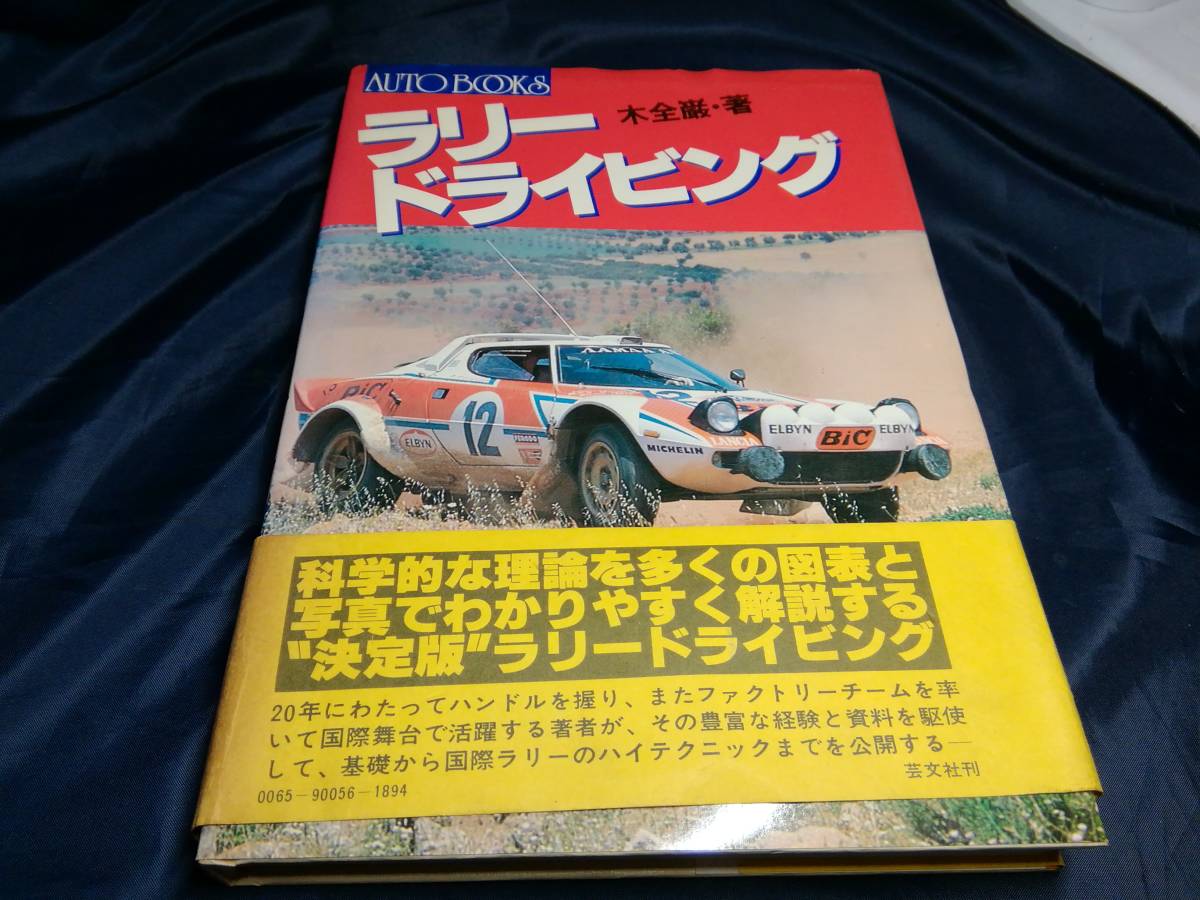 AUTO BOOKS
ラリー
木全巌・著
ドライビング
BiC
12
ELBYN
FERODO
MICHELIN
LANCIA
ELBYN
BiC
ELBYN
科学的な理論を多くの図表と
写真でわかりやすく解説する
“決定版”ラリードライビング
20年にわたってハンドルを握り、またファクトリーチームを率
いて国際舞台で活躍する著者が、その豊富な経験と資料を駆使
して、基礎から国際ラリーのハイテクニックまでを公開する—
芸文社刊
0065-90056-1894